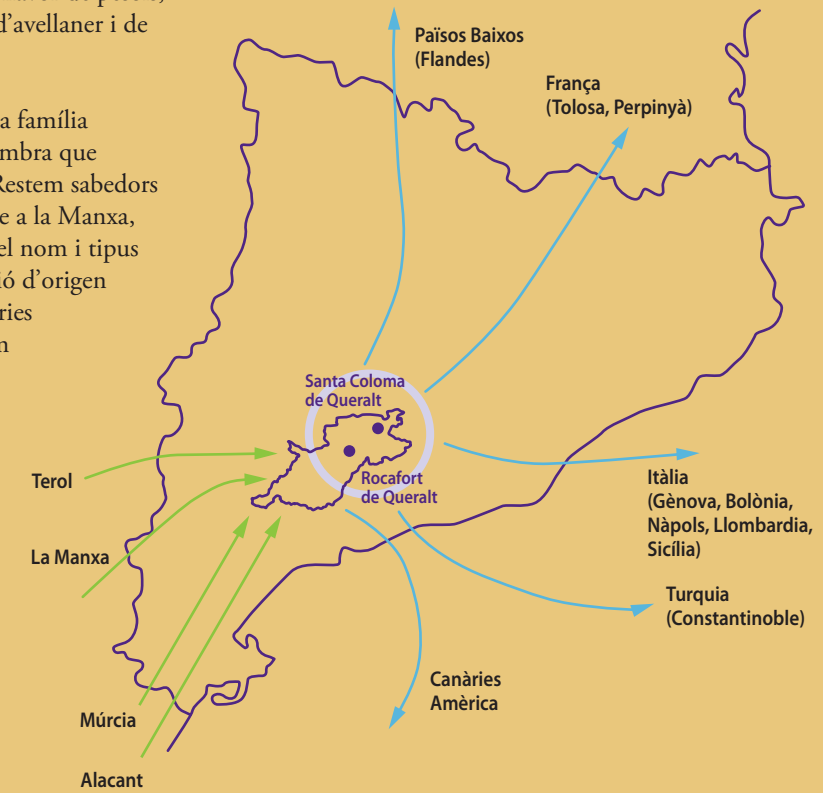 d'avellaner i de
a família
mbra que
Restem sabedors
e a la Manxa,
el nom i tipus
ió d'origen
ries
Països Baixos
(Flandes)
França
(Tolosa, Perpinyà)
Santa Coloma
de Queralt
Rocafort
de Queralt
Terol
La Manxa
Múrcia
Alacant
Itàlia
(Gènova, Bolònia,
Nàpols, Llombardia,
Sicília)
Turquia
(Constantinoble)
Canàries
Amèrica